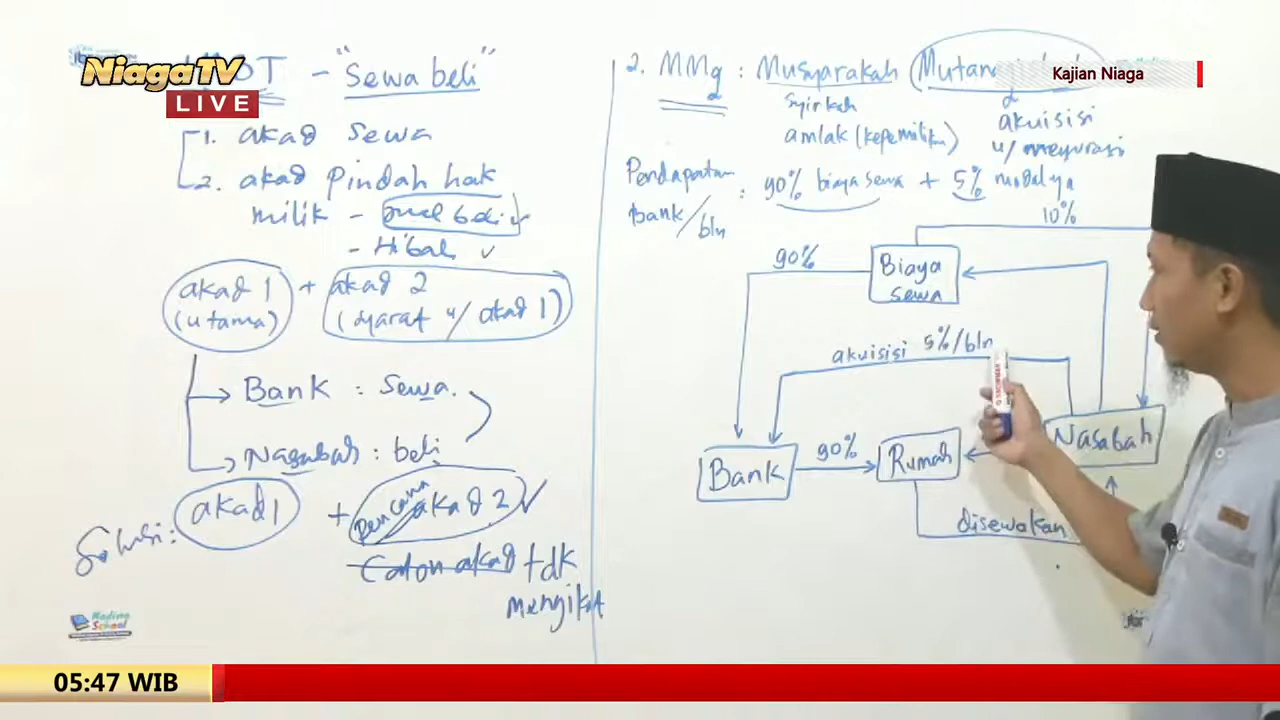 NiagaTV
LIVE
Kajian Niaga
- "Sewa beli"
1. akad sewa
2. akad pindah hak
milik - jual beli
- Hibah ✓
akad 1 + akad 2
(utama) (syarat u/ akad 1)
Bank : Sewa.
Nasabah : beli
Solusi: akad 1 + Rencana akad 2 ✓
Calon akad tdk
mengikat
2. MMq : Musyarakah
syirkah
amlak (kepemilikan)
akuisisi
Pendapatan
bank/bln
= 90% biaya sewa + 5% modalya
10%
90%
Biaya
sewa
akuisisi 5%/bln
Bank
90%
Rumah
Nasabah
disewakan
Mading
School
05:47 WIB